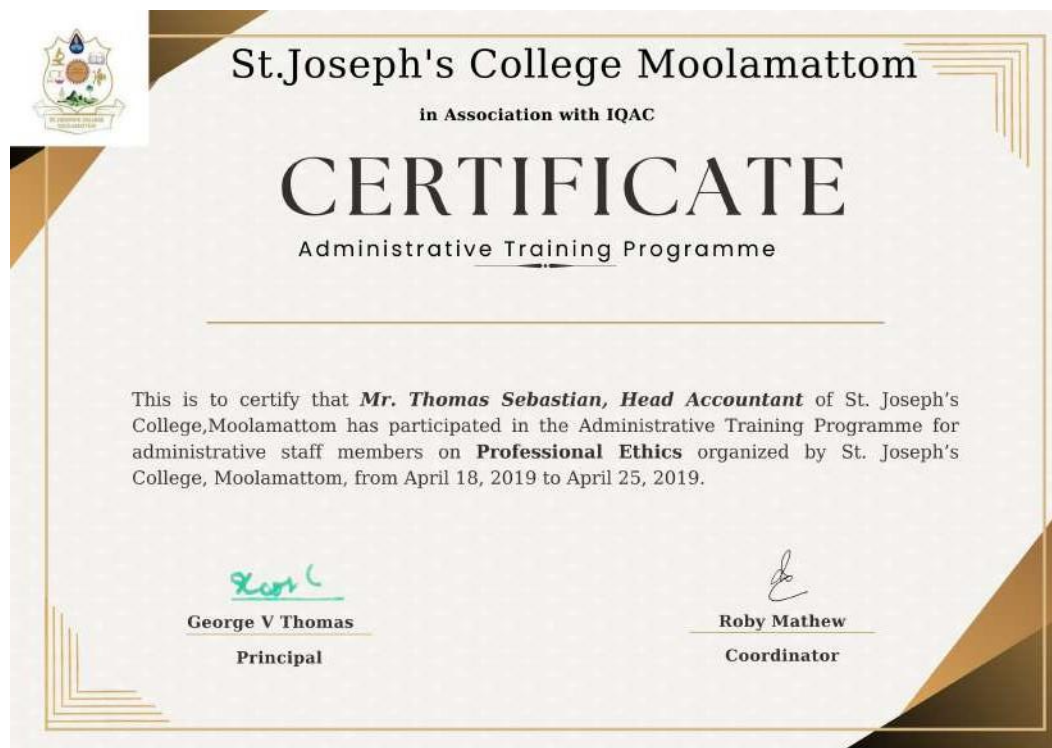 St.Joseph's College Moolamattom
in Association with IQAC
CERTIFICATE
Administrative Training Programme
This is to certify that Mr. Thomas Sebastian, Head Accountant of St. Joseph's
College,Moolamattom has participated in the Administrative Training Programme for
administrative staff members on Professional Ethics organized by St. Joseph's
College, Moolamattom, from April 18, 2019 to April 25, 2019.
George V Thomas
Roby Mathew
Principal
Coordinator